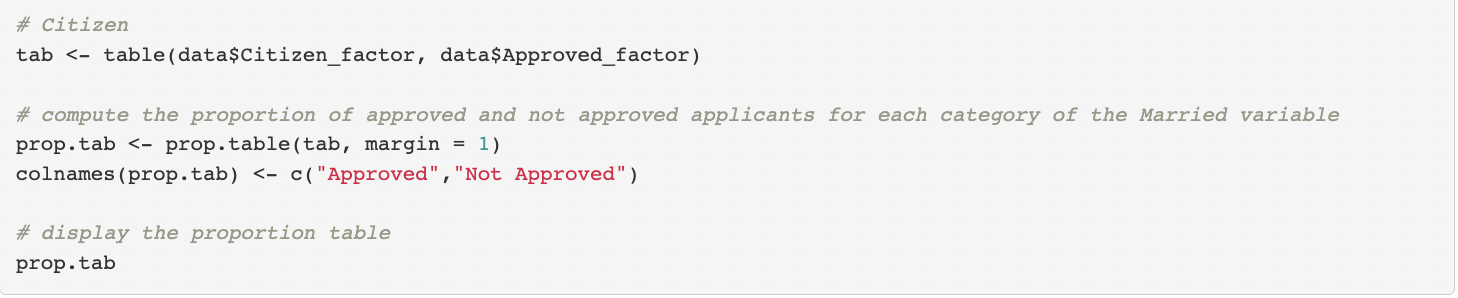 # Citizen
tab <- table(data$Citizen_factor, data$Approved_factor)
# compute the proportion of approved and not approved applicants for each category of the Married variable
prop.tab <- prop.table(tab, margin = 1)
colnames(prop.tab) <- c("Approved","Not Approved")
# display the proportion table
prop.tab